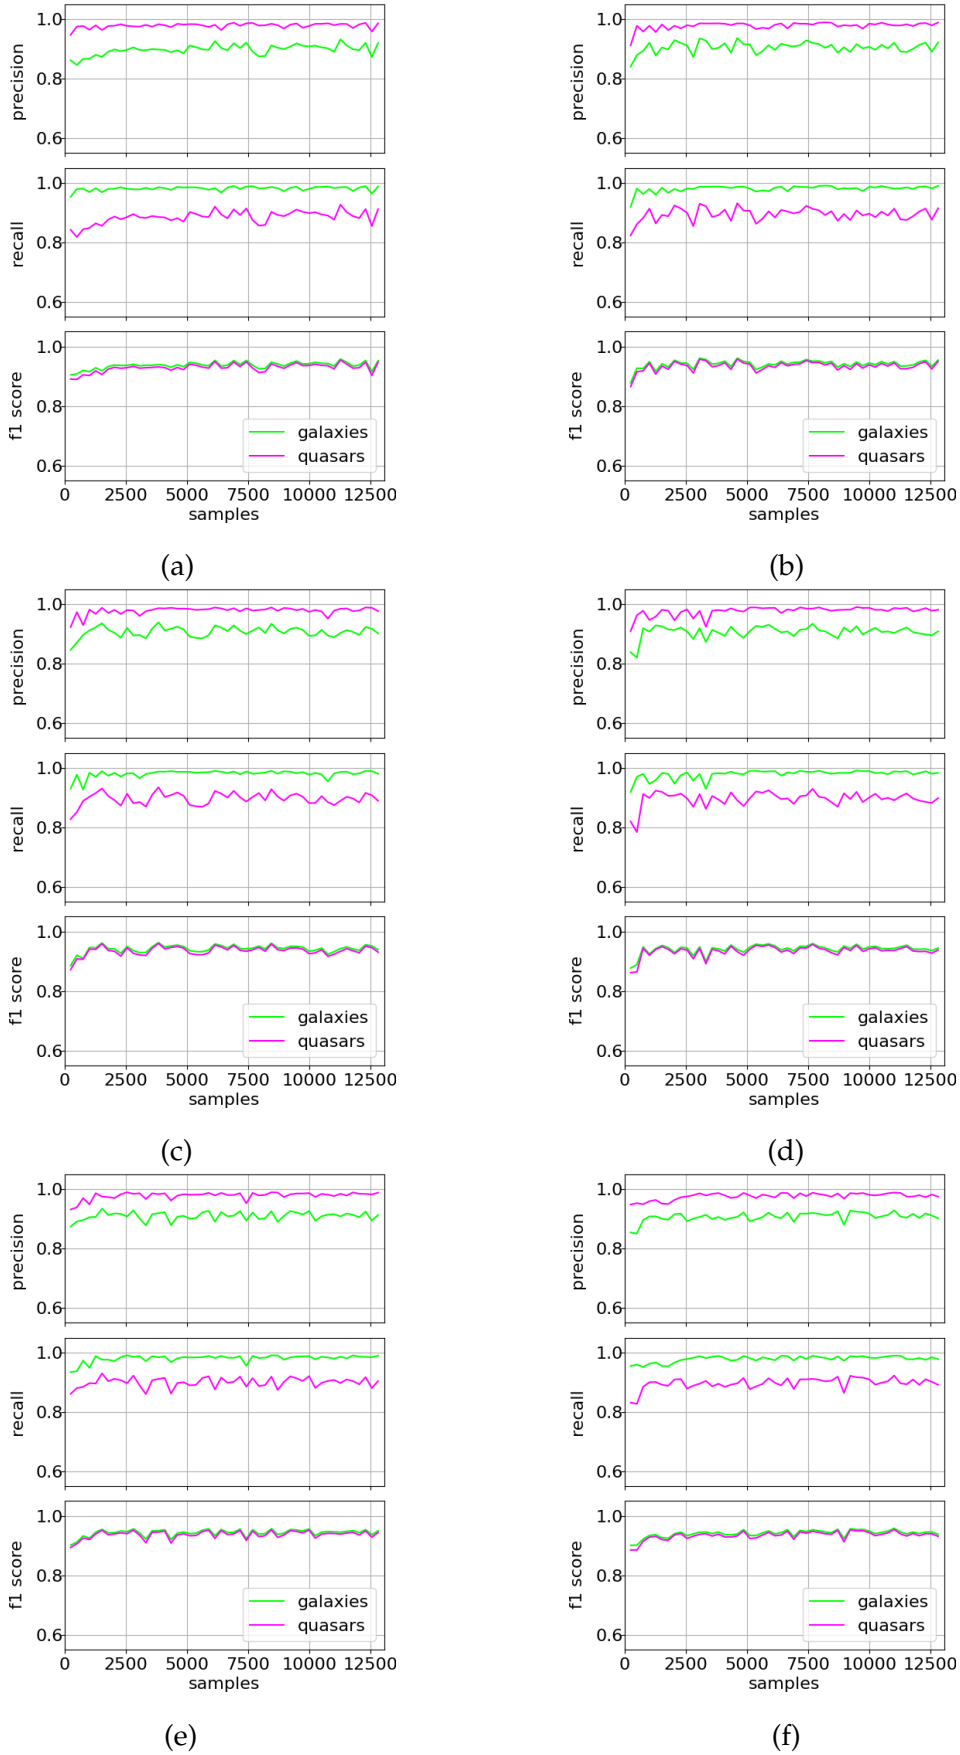 1.0 1.0
0.8 0.8
0.6 0.6
precision precision
1.0 1.0
0.8 0.8
0.6 0.6
recall recall
1.0 1.0
0.8 0.8
0.6 0.6
f1 score f1 score
galaxies galaxies
quasars quasars
0 2500 5000 7500 10000 12500 0 2500 5000 7500 10000 12500
samples samples
(a) (b)
1.0 1.0
0.8 0.8
0.6 0.6
precision precision
1.0 1.0
0.8 0.8
0.6 0.6
recall recall
1.0 1.0
0.8 0.8
0.6 0.6
f1 score f1 score
galaxies galaxies
quasars quasars
0 2500 5000 7500 10000 12500 0 2500 5000 7500 10000 12500
samples samples
(c) (d)
1.0 1.0
0.8 0.8
0.6 0.6
precision precision
1.0 1.0
0.8 0.8
0.6 0.6
recall recall
1.0 1.0
0.8 0.8
0.6 0.6
f1 score f1 score
galaxies galaxies
quasars quasars
0 2500 5000 7500 10000 12500 0 2500 5000 7500 10000 12500
samples samples
(e) (f)